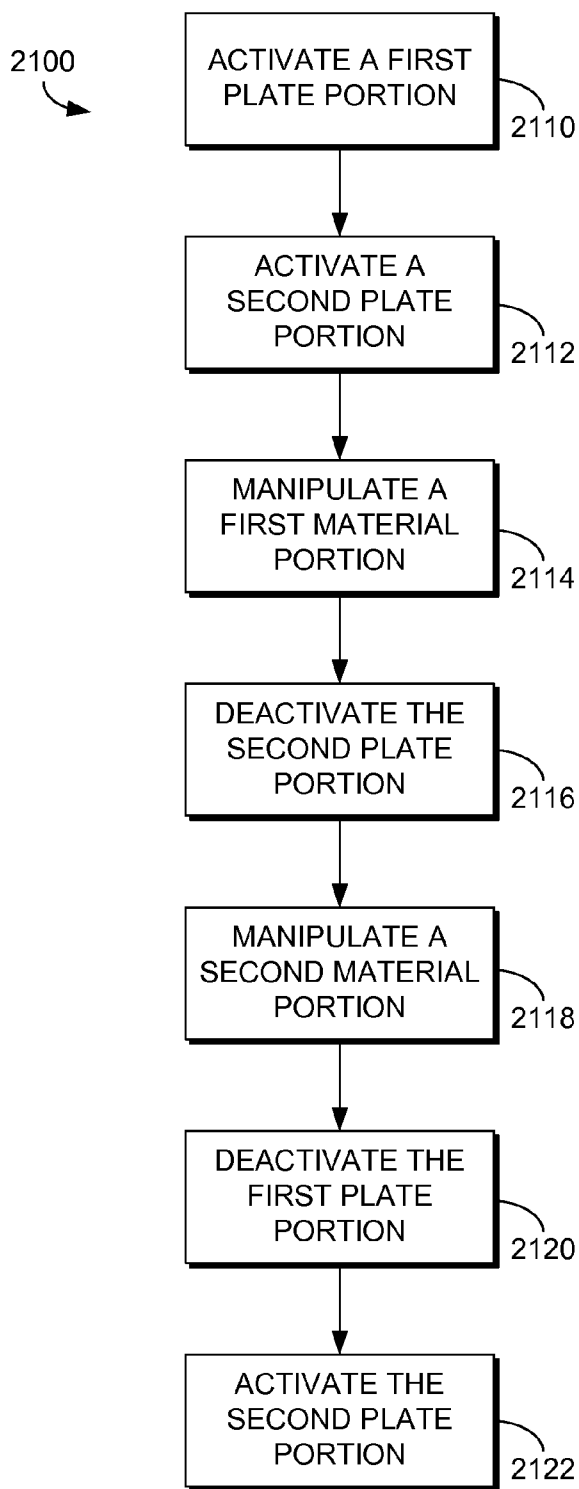 2100
ACTIVATE A FIRST
PLATE PORTION
2110
ACTIVATE A
SECOND PLATE
PORTION
2112
MANIPULATE A
FIRST MATERIAL
PORTION
2114
DEACTIVATE THE
SECOND PLATE
PORTION
2116
MANIPULATE A
SECOND MATERIAL
PORTION
2118
DEACTIVATE THE
FIRST PLATE
PORTION
2120
ACTIVATE THE
SECOND PLATE
PORTION
2122